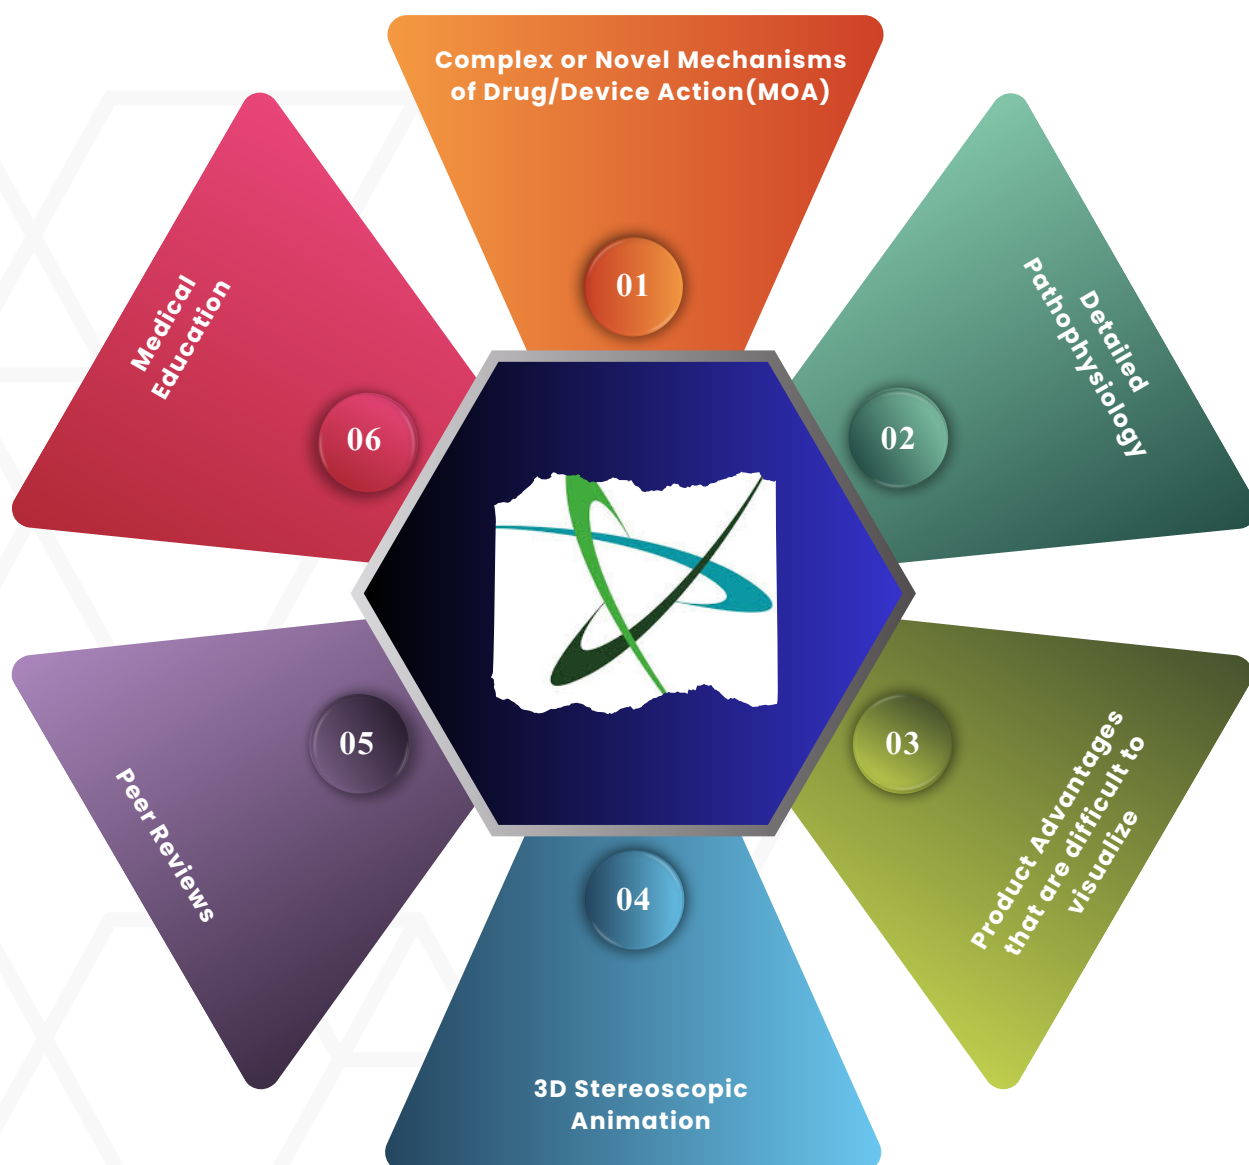 Complex or Novel Mechanisms
of Drug/Device Action(MOA)
01
Detailed
Pathophysiology
02
Product Advantages
that are difficult to
visualize
03
04
3D Stereoscopic
Animation
05
Peer Reviews
06
Medical
Education